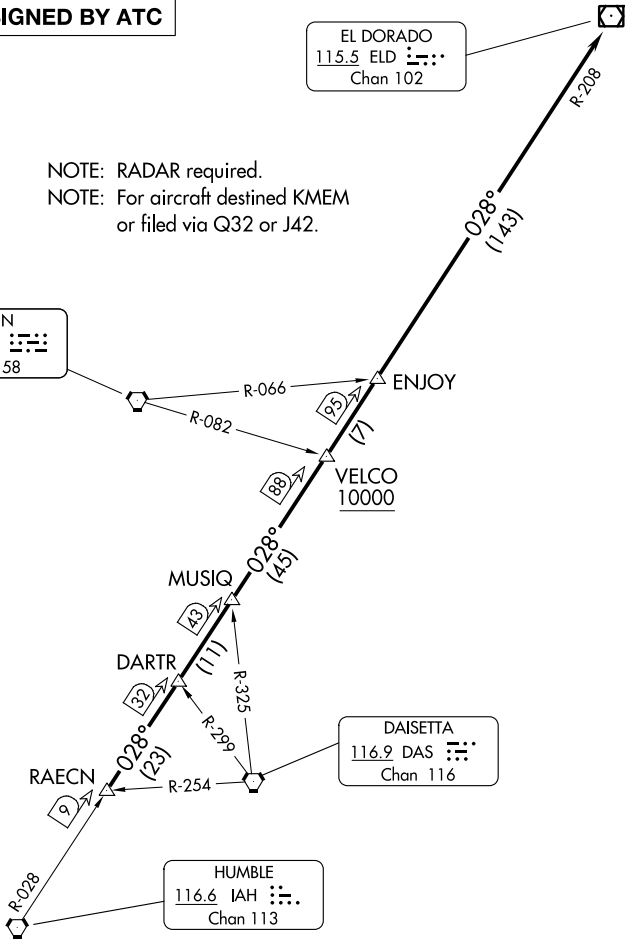 SIGNED BY ATC
EL DORADO
115.5 ELD
Chan 102
R-208
NOTE: RADAR required.
NOTE: For aircraft destined KMEM
or filed via Q32 or J42.
028°
(143)
N
58
R-066
ENJOY
95
R-082
(7)
VELCO
10000
88
028°
(45)
MUSIQ
43
DARTR
(11)
32
R-325
R-299
028°
(23)
DAISETTA
116.9 DAS
Chan 116
RAECN
R-254
9
R-028
HUMBLE
116.6 IAH
Chan 113